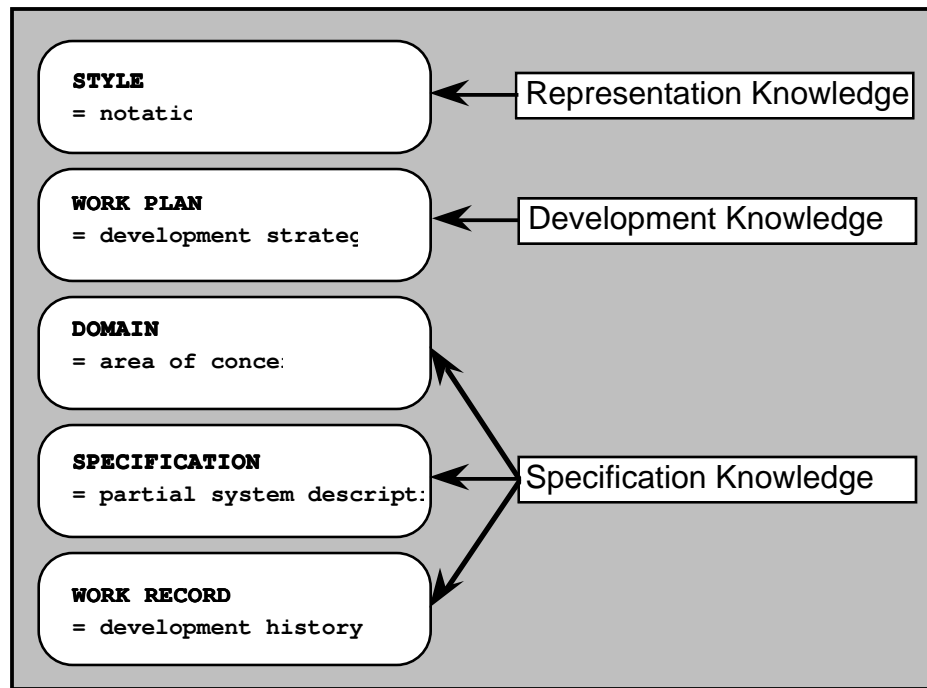 STYLE
= notatic
Representation Knowledge
WORK PLAN
= development strateg
Development Knowledge
DOMAIN
= area of conce
SPECIFICATION
= partial system descripti
Specification Knowledge
WORK RECORD
= development history